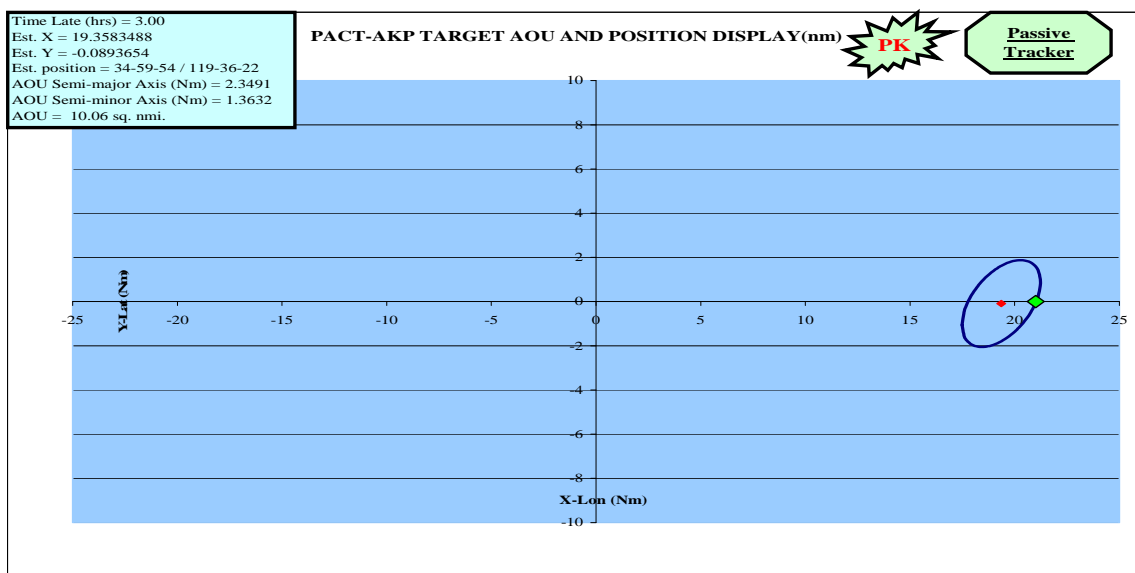 Time Late (hrs) = 3.00
Est. X = 19.3583488
Est. Y = -0.0893654
Est. position = 34-59-54 / 119-36-22
AOU Semi-major Axis (Nm) = 2.3491
AOU Semi-minor Axis (Nm) = 1.3632
AOU =  10.06 sq. nmi.
PACT-AKP TARGET AOU AND POSITION DISPLAY(nm)
PK
Passive
Tracker
10
8
6
4
2
0
-2
-4
-6
-8
-10
-25 -20 -15 -10 -5 0 5 10 15 20 25
Y-Lat (Nm)
X-Lon (Nm)